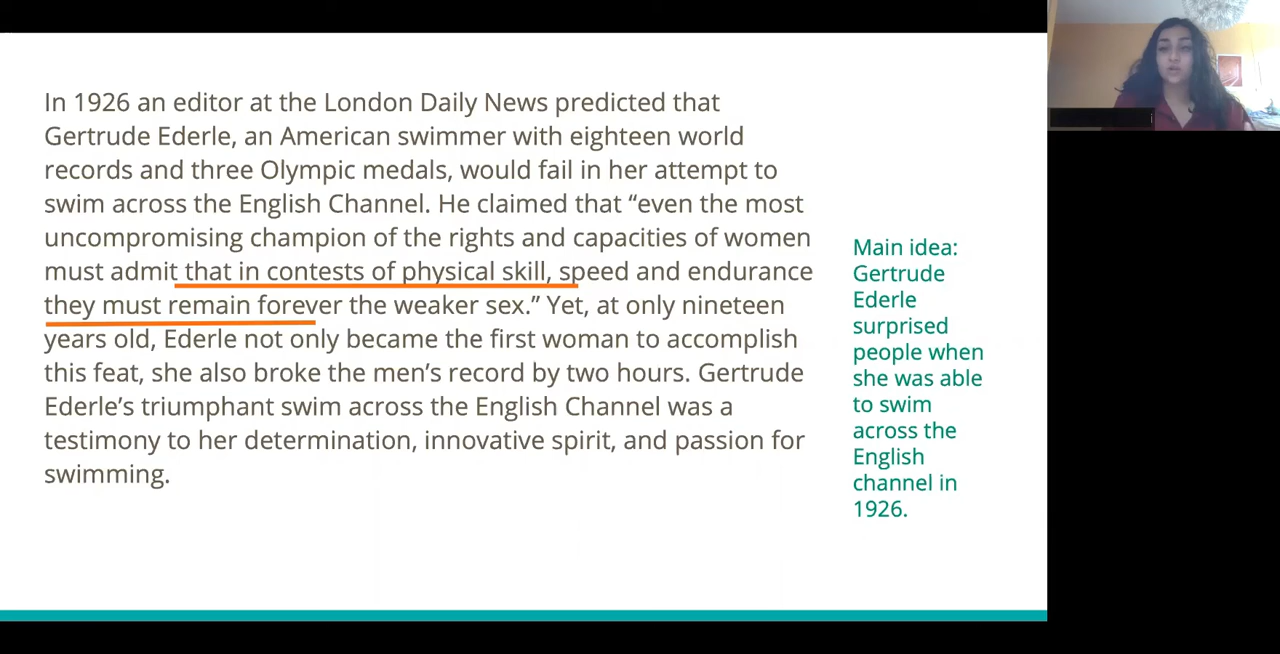 In 1926 an editor at the London Daily News predicted that
Gertrude Ederle, an American swimmer with eighteen world
records and three Olympic medals, would fail in her attempt to
swim across the English Channel. He claimed that “even the most
uncompromising champion of the rights and capacities of women
must admit that in contests of physical skill, speed and endurance
they must remain forever the weaker sex.” Yet, at only nineteen
years old, Ederle not only became the first woman to accomplish
this feat, she also broke the men’s record by two hours. Gertrude
Ederle’s triumphant swim across the English Channel was a
testimony to her determination, innovative spirit, and passion for
swimming.
Main idea:
Gertrude
Ederle
surprised
people when
she was able
to swim
across the
English
channel in
1926.